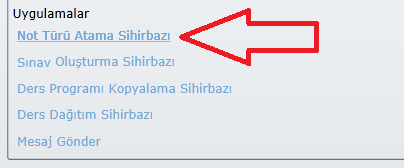 Uygulamalar
Not Türü Atama Sihirbazı
Sınav Oluşturma Sihirbazı
Ders Programı Kopyalama Sihirbazı
Ders Dağıtım Sihirbazı
Mesaj Gönder